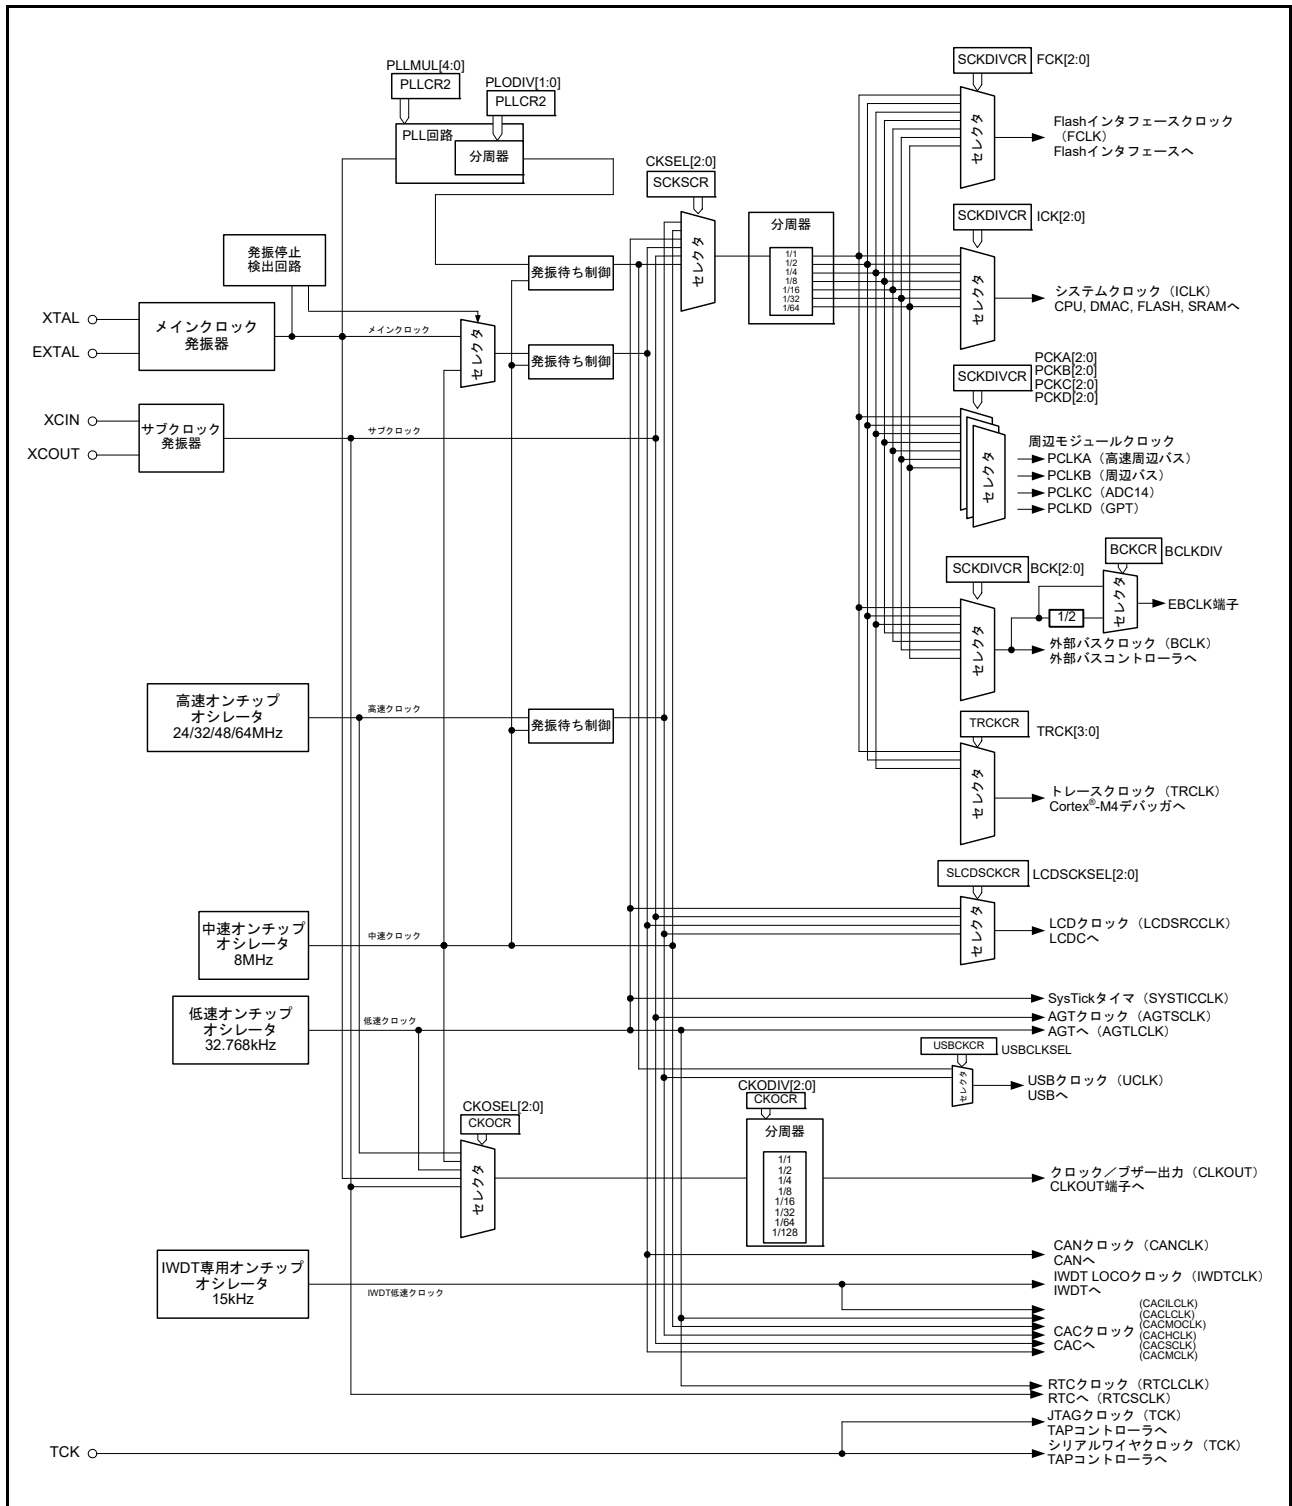 PLLMUL[4:0]
PLLCR2
PLODIV[1:0]
PLLCR2
PLL回路
分周器
CKSEL[2:0]
SCKSCR
セレクタ
分周器
1/1
1/2
1/4
1/8
1/16
1/32
1/64
SCKDIVCR
FCK[2:0]
セレクタ
Flashインタフェースクロック
（FCLK）
Flashインタフェースへ
SCKDIVCR
ICK[2:0]
セレクタ
システムクロック（ICLK）
CPU, DMAC, FLASH, SRAMへ
発振停止
検出回路
発振待ち制御
XTAL
EXTAL
メインクロック
発振器
メインクロック
セレクタ
発振待ち制御
PCKA[2:0]
PCKB[2:0]
PCKC[2:0]
PCKD[2:0]
SCKDIVCR
セレクタ
周辺モジュールクロック
PCLKA（高速周辺バス）
PCLKB（周辺バス）
PCLKC（ADC14）
PCLKD（GPT）
XCIN
XCOUT
サブクロック
発振器
サブクロック
BCKCR
BCLKDIV
SCKDIVCR
BCK[2:0]
セレクタ
セレクタ
1/2
EBCLK端子
外部バスクロック（BCLK）
外部バスコントローラへ
高速オンチップ
オシレータ
24/32/48/64MHz
高速クロック
発振待ち制御
TRCKCR
TRCK[3:0]
セレクタ
トレースクロック（TRCLK）
Cortex®-M4デバッガへ
SLCDSCKCR
LCDSCKSEL[2:0]
セレクタ
LCDクロック（LCDSRCCLK）
LCDCへ
中速オンチップ
オシレータ
8MHz
中速クロック
低速オンチップ
オシレータ
32.768kHz
低速クロック
SysTickタイマ（SYSTICCLK）
AGTクロック（AGTSCLK）
AGTへ（AGTLCLK）
USBCKCR
USBCLKSEL
セレクタ
USBクロック（UCLK）
USBへ
CKOSEL[2:0]
CKOCR
セレクタ
CKODIV[2:0]
CKOCR
分周器
1/1
1/2
1/4
1/8
1/16
1/32
1/64
1/128
クロック／ブザー出力（CLKOUT）
CLKOUT端子へ
CANクロック（CANCLK）
CANへ
IWDT専用オンチップ
オシレータ
15kHz
IWDT低速クロック
IWDT LOCOクロック（IWDTCLK）
IWDTへ
CACクロック
CACへ
(CACILCLK)
(CACLCLK)
(CACMOCLK)
(CACHCLK)
(CACSCLK)
(CACMCLK)
RTCクロック（RTCLCLK）
RTCへ（RTCSCLK）
JTAGクロック（TCK）
TAPコントローラへ
TCK
シリアルワイヤクロック（TCK）
TAPコントローラへ